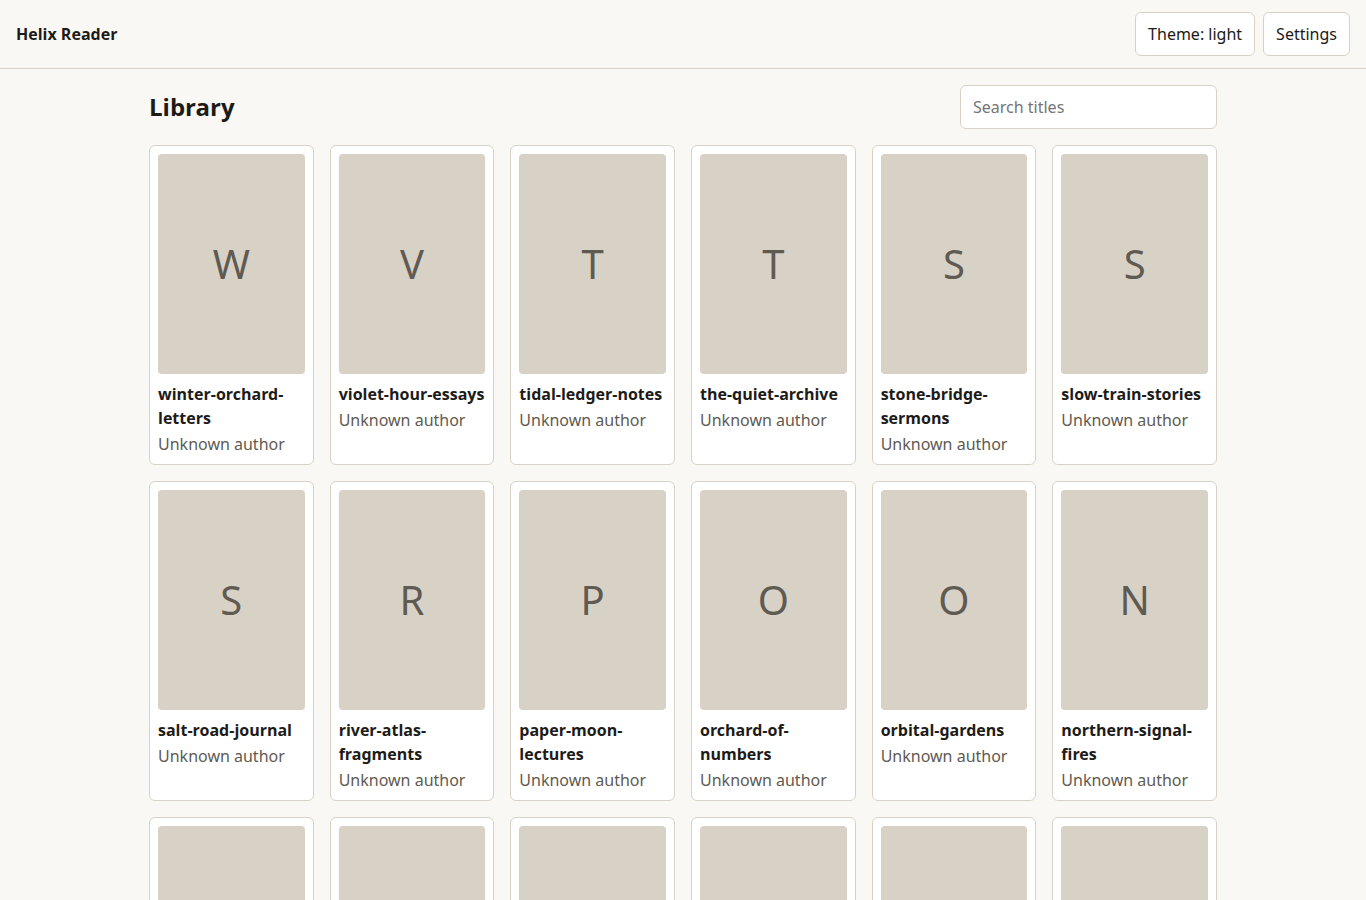 Helix Reader
Theme: light
Settings
Library
Search titles
W
winter-orchard-
letters
Unknown author
V
violet-hour-essays
Unknown author
T
tidal-ledger-notes
Unknown author
T
the-quiet-archive
Unknown author
S
stone-bridge-
sermons
Unknown author
S
slow-train-stories
Unknown author
S
salt-road-journal
Unknown author
R
river-atlas-
fragments
Unknown author
P
paper-moon-
lectures
Unknown author
O
orchard-of-
numbers
Unknown author
O
orbital-gardens
Unknown author
N
northern-signal-
fires
Unknown author